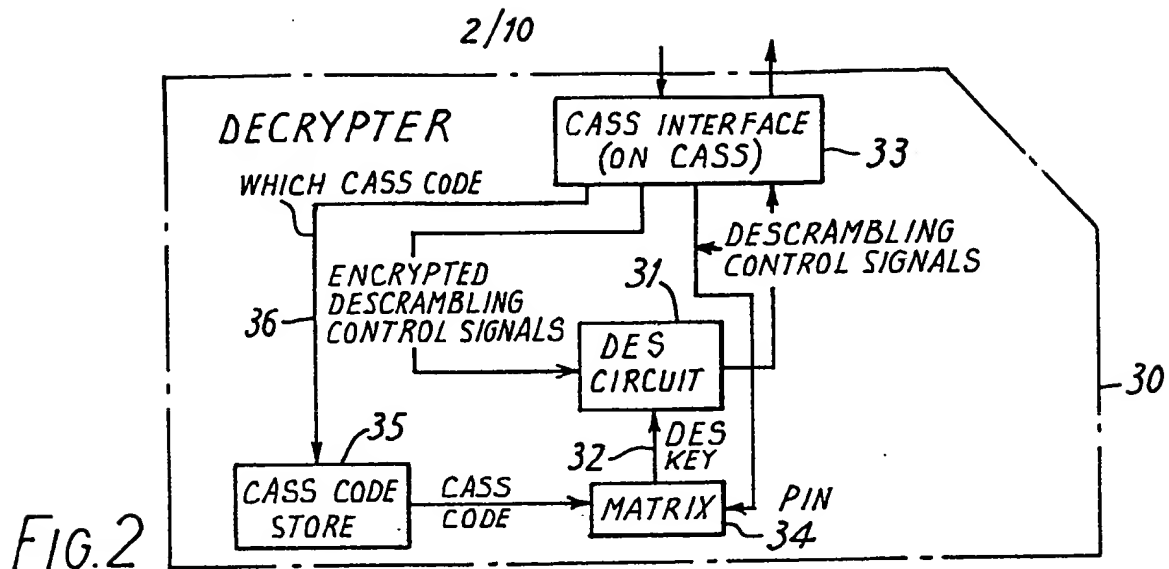 2/10
DECRYPTER
CASS INTERFACE
(ON CASS)
33
WHICH CASS CODE
DESCRAMBLING
CONTROL SIGNALS
ENCRYPTED
DESCRAMBLING
CONTROL SIGNALS
36
31
DES
CIRCUIT
30
35
32
DES
KEY
CASS CODE
STORE
CASS
CODE
MATRIX
PIN
34
FIG.2